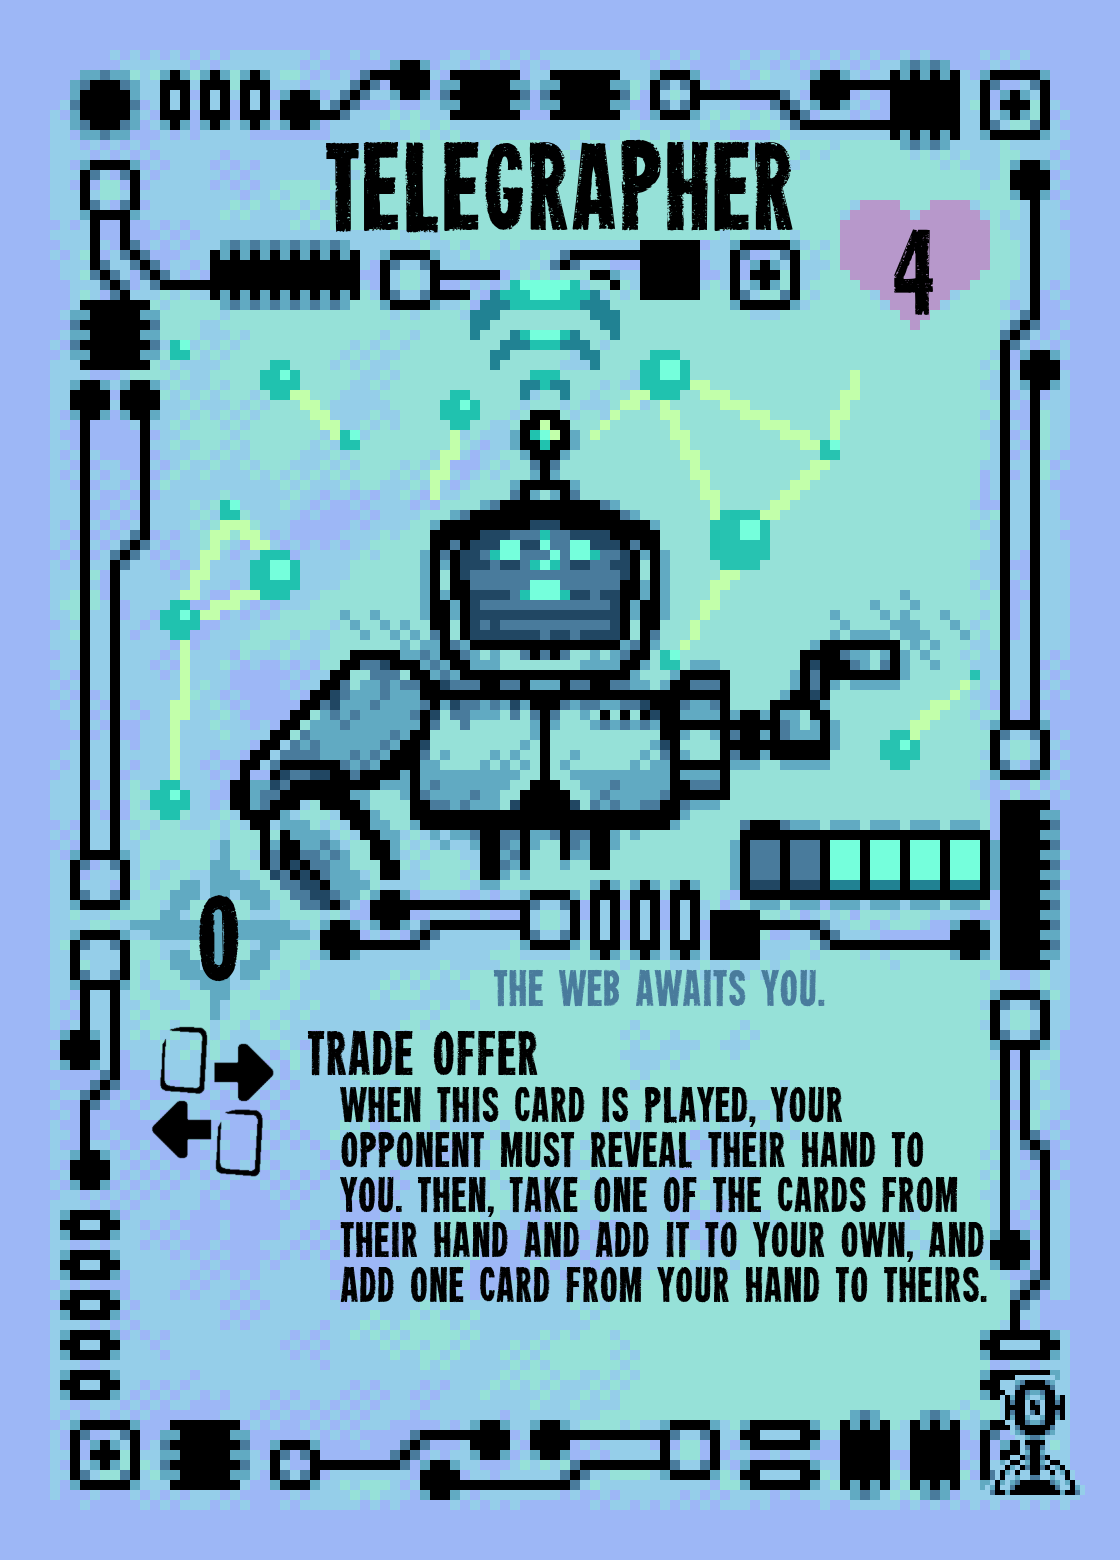 TELEGRAPHER
4
0
THE WEB AWAITS YOU.
TRADE OFFER
WHEN THIS CARD IS PLAYED, YOUR
OPPONENT MUST REVEAL THEIR HAND TO
YOU. THEN, TAKE ONE OF THE CARDS FROM
THEIR HAND AND ADD IT TO YOUR OWN, AND
ADD ONE CARD FROM YOUR HAND TO THEIRS.